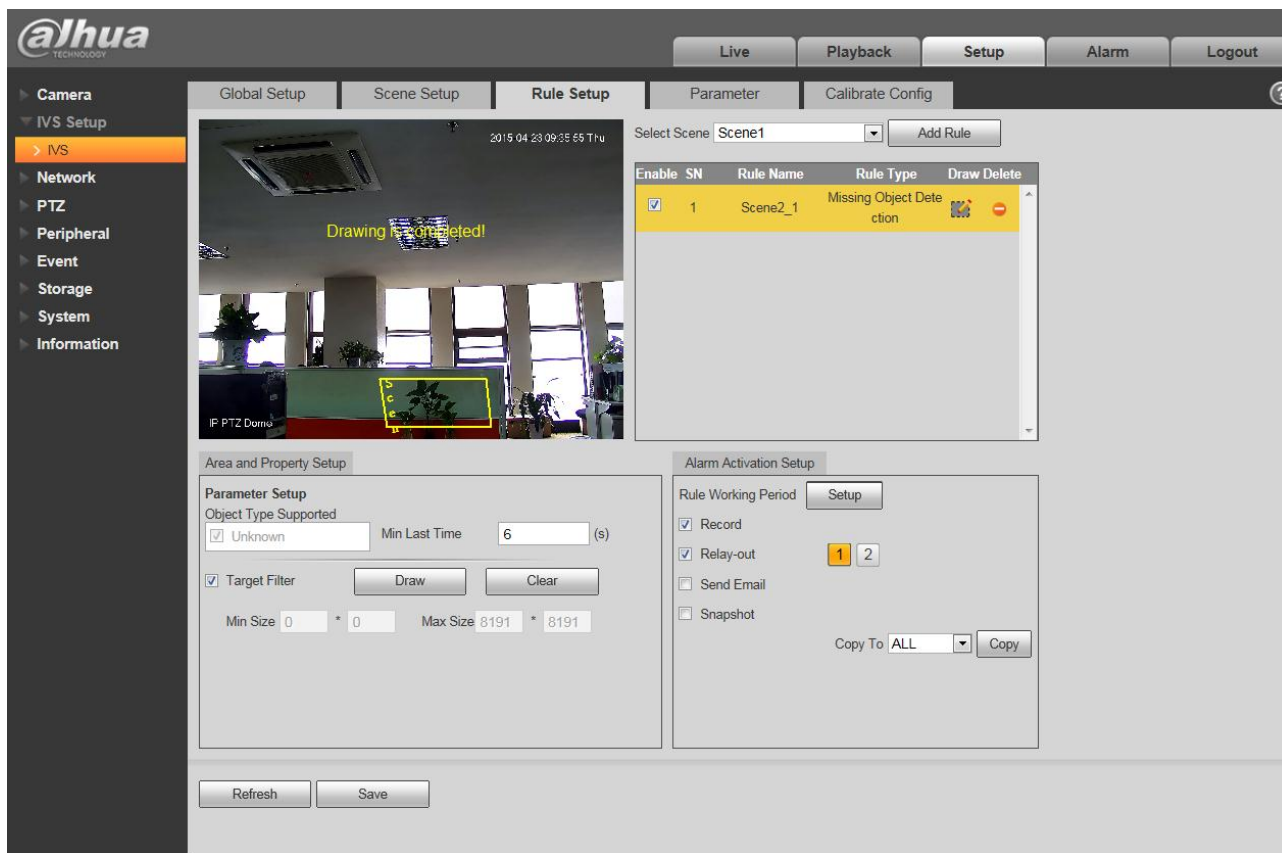 alhua
TECHNOLOGY
Live Playback Setup Alarm Logout
Camera
IVS Setup
IVS
Network
PTZ
Peripheral
Event
Storage
System
Information
Global Setup Scene Setup Rule Setup Parameter Calibrate Config ?
2015 04 23 09:35 55 Thu
Drawing is completed!
S
c
e
n
IP PTZ Dome
Select Scene Scene1 Add Rule
Enable SN Rule Name Rule Type Draw Delete
1 Scene2_1 Missing Object Dete
ction
Area and Property Setup
Parameter Setup
Object Type Supported
Unknown Min Last Time 6 (s)
Target Filter Draw Clear
Min Size 0 * 0 Max Size 8191 * 8191
Alarm Activation Setup
Rule Working Period Setup
Record
Relay-out 1 2
Send Email
Snapshot
Copy To ALL Copy
Refresh Save